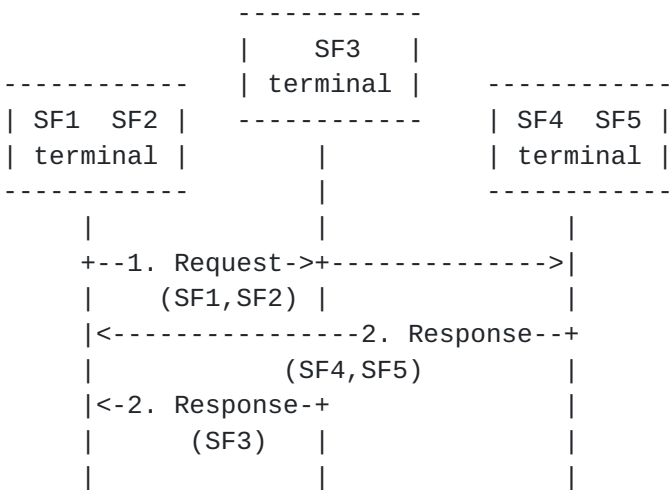 SF3
terminal
SF1 SF2
SF4 SF5
terminal
terminal
1. Request
(SF1,SF2)
2. Response
(SF4,SF5)
2. Response
(SF3)